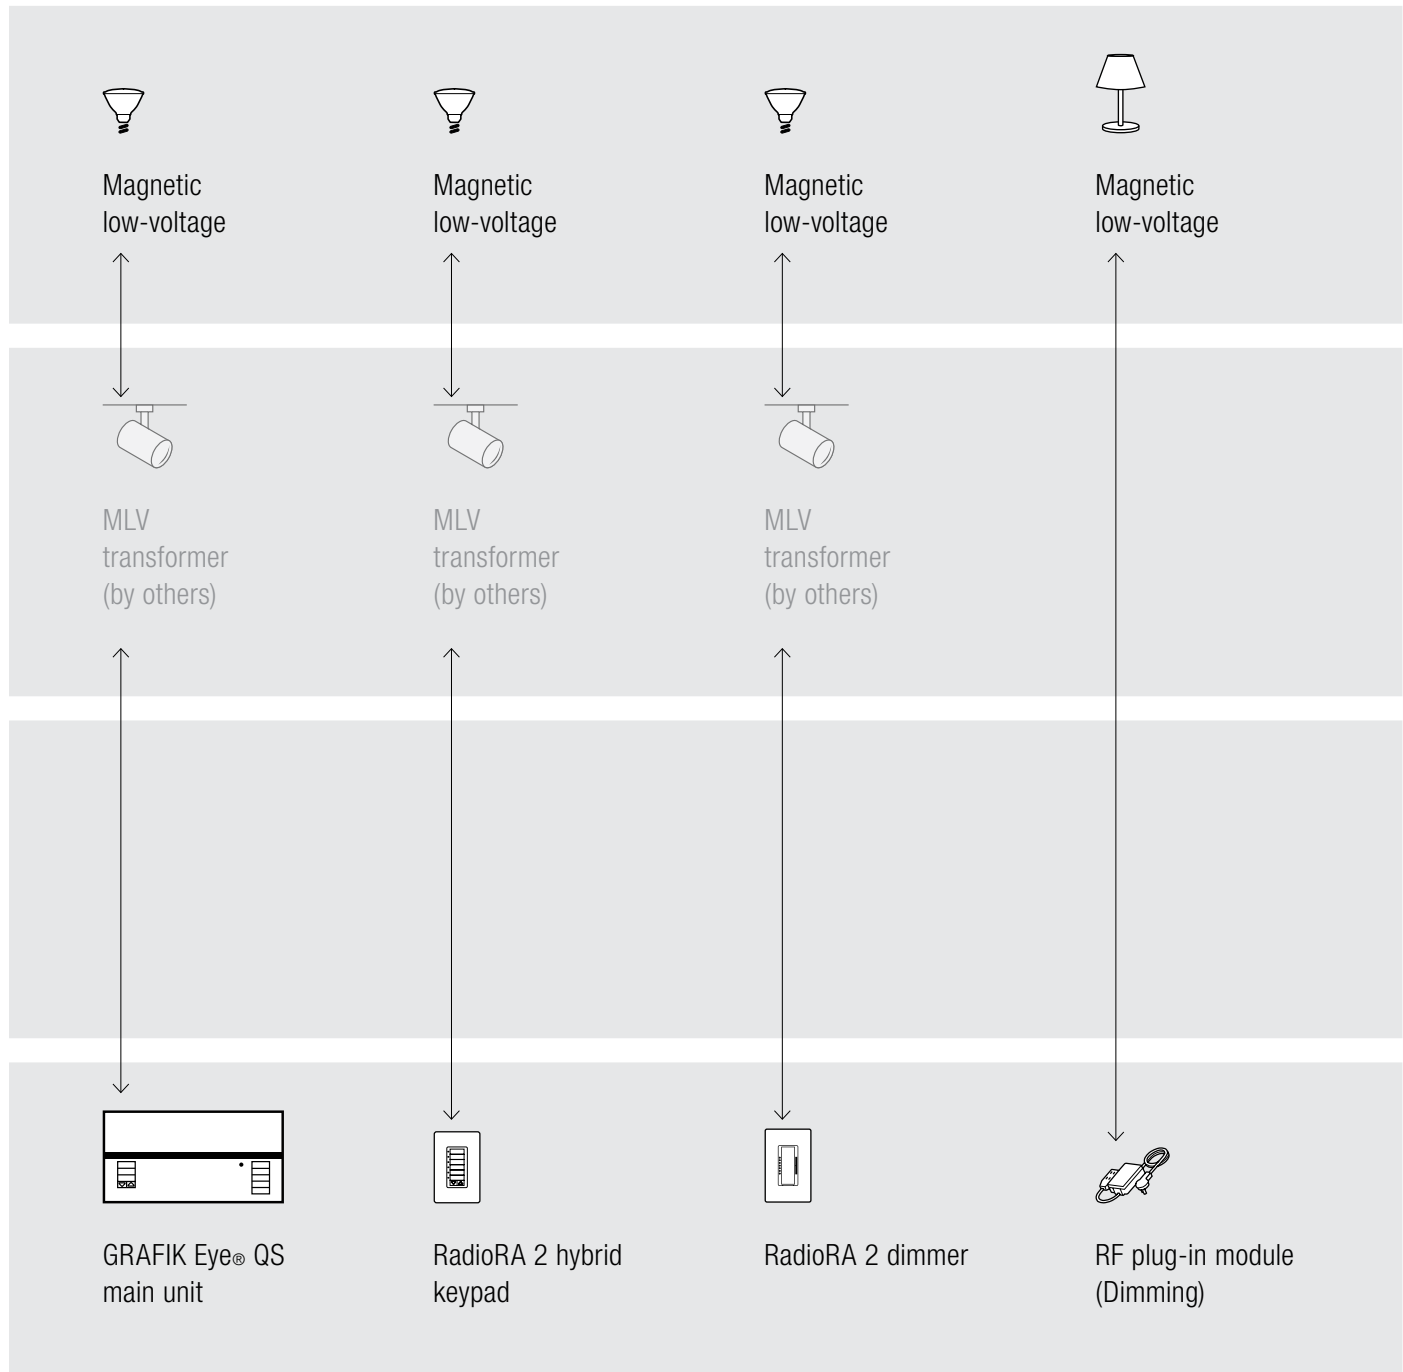 Magnetic
low-voltage
Magnetic
low-voltage
Magnetic
low-voltage
Magnetic
low-voltage
MLV
transformer
(by others)
MLV
transformer
(by others)
MLV
transformer
(by others)
GRAFIK Eye® QS
main unit
RadioRA 2 hybrid
keypad
RadioRA 2 dimmer
RF plug-in module
(Dimming)